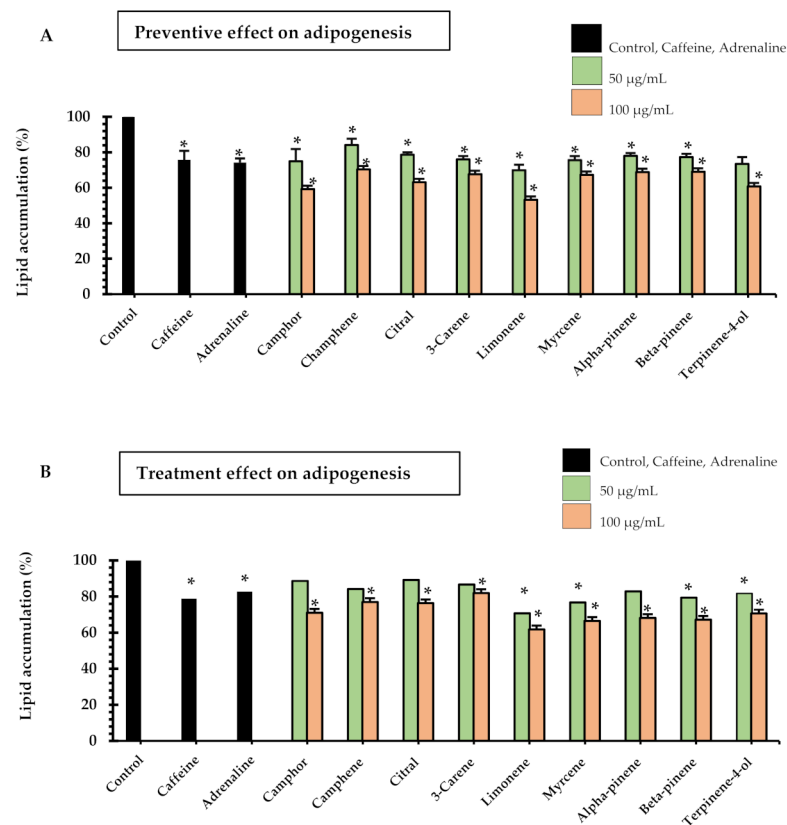 A
Preventive effect on adipogenesis
Control, Caffeine, Adrenaline
50 µg/mL
100 µg/mL
Lipid accumulation (%)
100
80
60
40
20
0
* * * * * * * * * * * * * * * * * * *
Control
Caffeine
Adrenaline
Camphor
Champhene
Citral
3-Carene
Limonene
Myrcene
Alpha-pinene
Beta-pinene
Terpinene-4-ol
B
Treatment effect on adipogenesis
Control, Caffeine, Adrenaline
50 µg/mL
100 µg/mL
Lipid accumulation (%)
100
80
60
40
20
0
* * * * * * * * * * * * * * *
Control
Caffeine
Adrenaline
Camphor
Camphene
Citral
3-Carene
Limonene
Myrcene
Alpha-pinene
Beta-pinene
Terpinene-4-ol